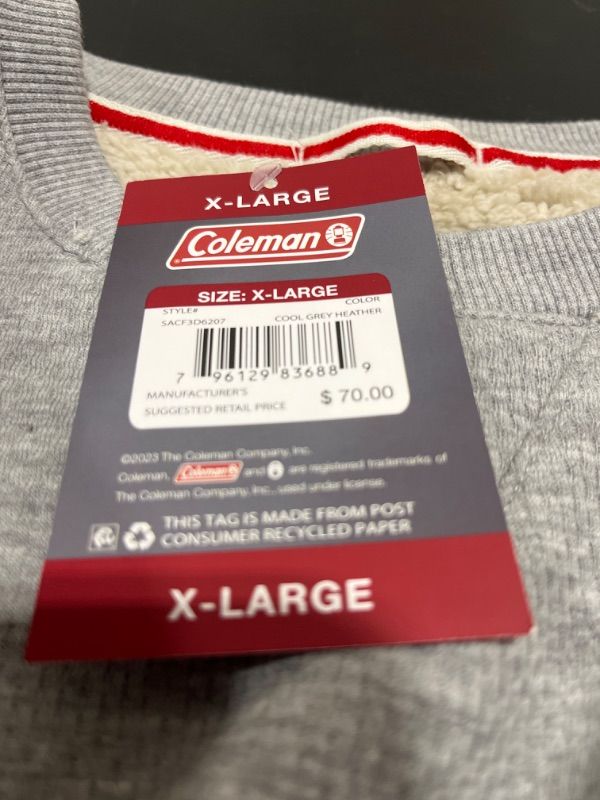 X-LARGE
Coleman
SIZE: X-LARGE
STYLE# COLOR
SACF3D6207 COOL GREY HEATHER
7 96129 83688 9
MANUFACTURER'S
SUGGESTED RETAIL PRICE $ 70.00
©2023 The Coleman Company, Inc.
Coleman, Coleman and are registered trademarks of
The Coleman Company, Inc., used under license.
THIS TAG IS MADE FROM POST
CONSUMER RECYCLED PAPER
X-LARGE